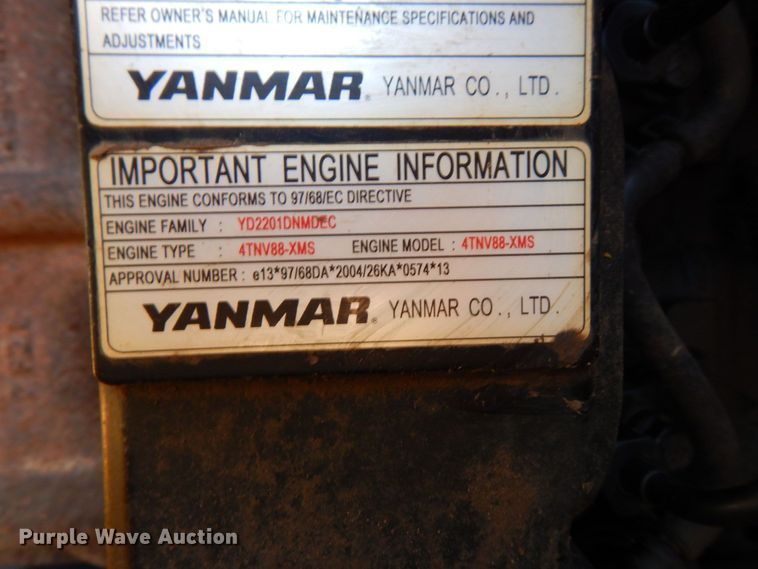 REFER OWNER'S MANUAL FOR MAINTENANCE SPECIFICATIONS AND
ADJUSTMENTS
YANMAR® YANMAR CO., LTD.
IMPORTANT ENGINE INFORMATION
THIS ENGINE CONFORMS TO 97/68/EC DIRECTIVE
ENGINE FAMILY : YD2201DNMDEC
ENGINE TYPE : 4TNV88-XMS ENGINE MODEL : 4TNV88-XMS
APPROVAL NUMBER : e13*97/68DA*2004/26KA*0574*13
YANMAR® YANMAR CO., LTD.
Purple Wave Auction